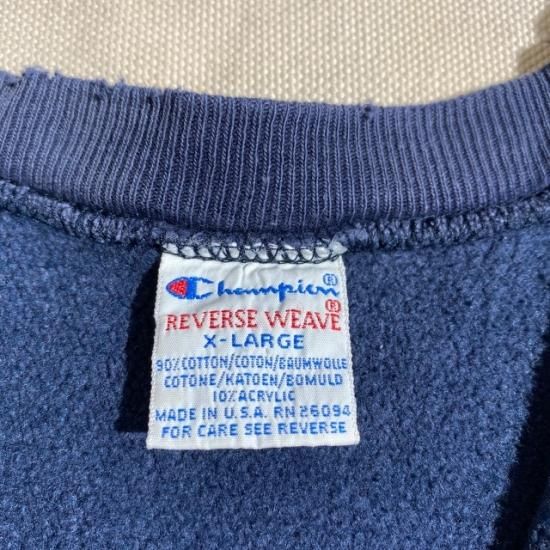 Champion®
REVERSE WEAVE®
X-LARGE
90% COTTON/COTON/BAUMWOLLE
COTONE/KATOEN/BOMULD
10% ACRYLIC
MADE IN U.S.A. RN 26094
FOR CARE SEE REVERSE